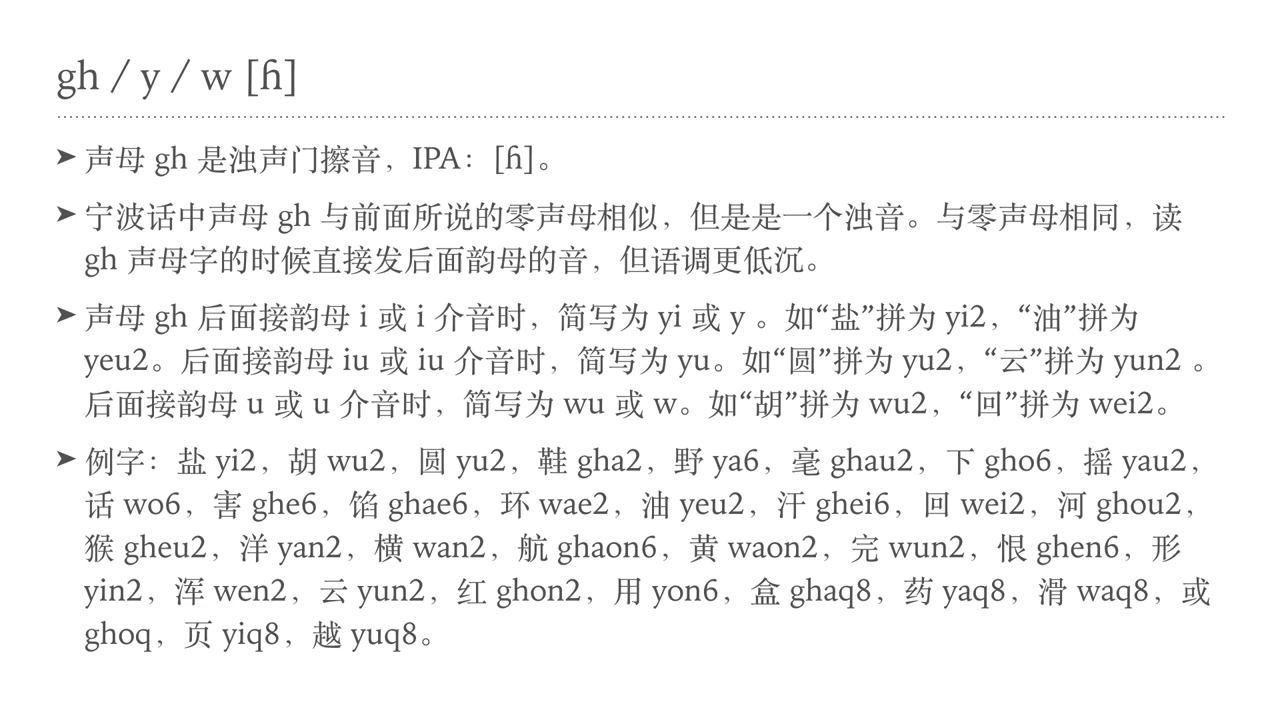 gh / y / w [ɦ]
➤ 声母 gh 是浊声门擦音，IPA：[ɦ]。
➤ 宁波话中声母 gh 与前面所说的零声母相似，但是是一个浊音。与零声母相同，读
gh 声母字的时候直接发后面韵母的音，但语调更低沉。
➤ 声母 gh 后面接韵母 i 或 i 介音时，简写为 yi 或 y 。如“盐”拼为 yi2，“油”拼为
yeu2。后面接韵母 iu 或 iu 介音时，简写为 yu。如“圆”拼为 yu2，“云”拼为 yun2 。
后面接韵母 u 或 u 介音时，简写为 wu 或 w。如“胡”拼为 wu2，“回”拼为 wei2。
➤ 例字：盐 yi2，胡 wu2，圆 yu2，鞋 gha2，野 ya6，毫 ghau2，下 gho6，摇 yau2，
话 wo6，害 ghe6，馅 ghae6，环 wae2，油 yeu2，汗 ghei6，回 wei2，河 ghou2，
猴 gheu2，洋 yan2，横 wan2，航 ghaon6，黄 waon2，完 wun2，恨 ghen6，形
yin2，浑 wen2，云 yun2，红 ghon2，用 yon6，盒 ghaq8，药 yaq8，滑 waq8，或
ghoq，页 yiq8，越 yuq8。